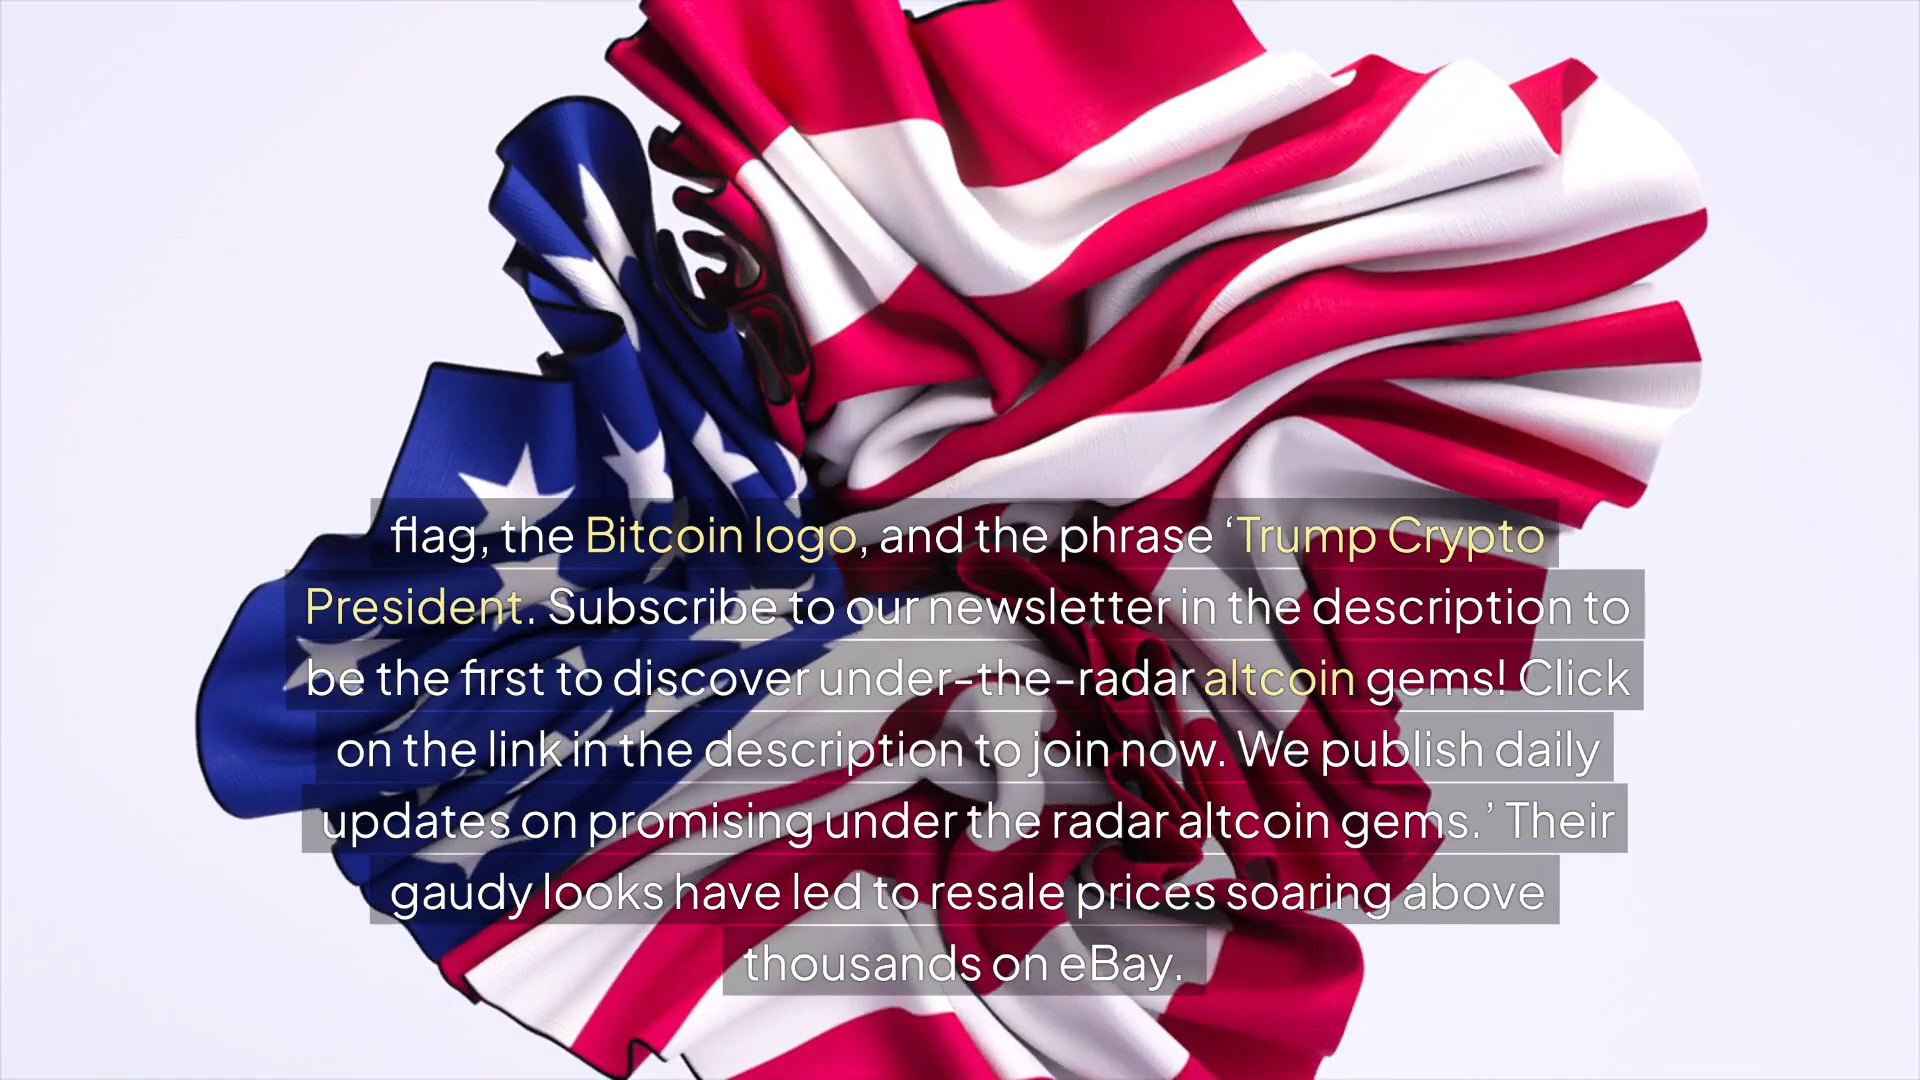 flag, the Bitcoin logo, and the phrase ‘Trump Crypto
President. Subscribe to our newsletter in the description to
be the first to discover under-the-radar altcoin gems! Click
on the link in the description to join now. We publish daily
updates on promising under the radar altcoin gems.’ Their
gaudy looks have led to resale prices soaring above
thousands on eBay.